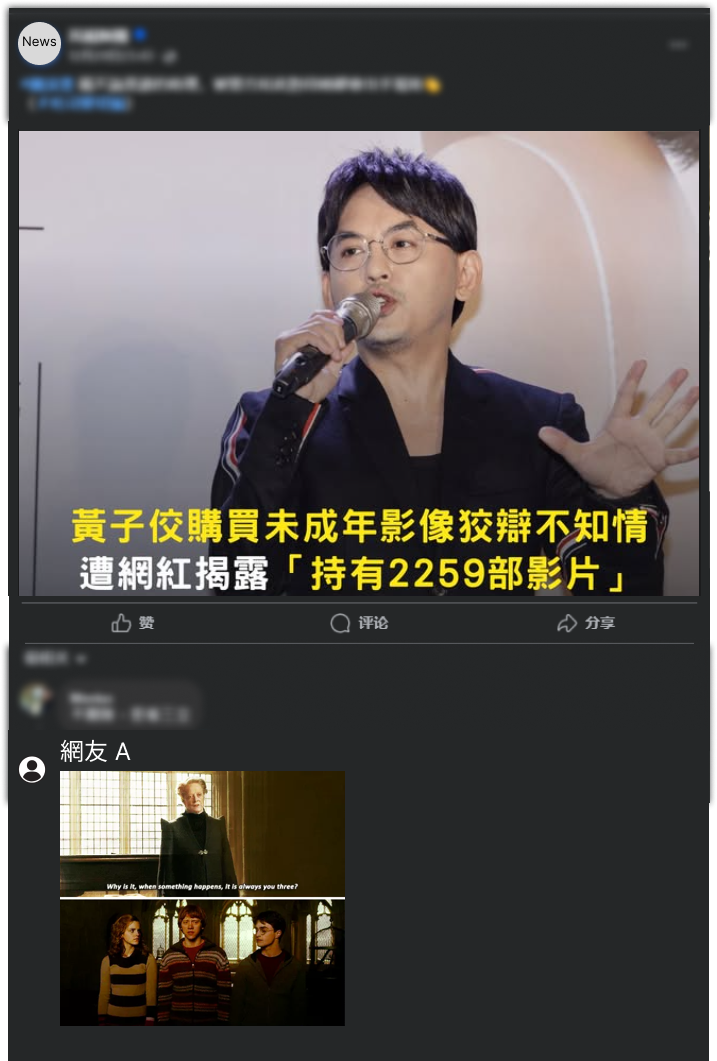 News
黃子佼購買未成年影像狡辯不知情
遭網紅揭露「持有2259部影片」
赞
评论
分享
網友 A
Why is it, when something happens, it is always you three?